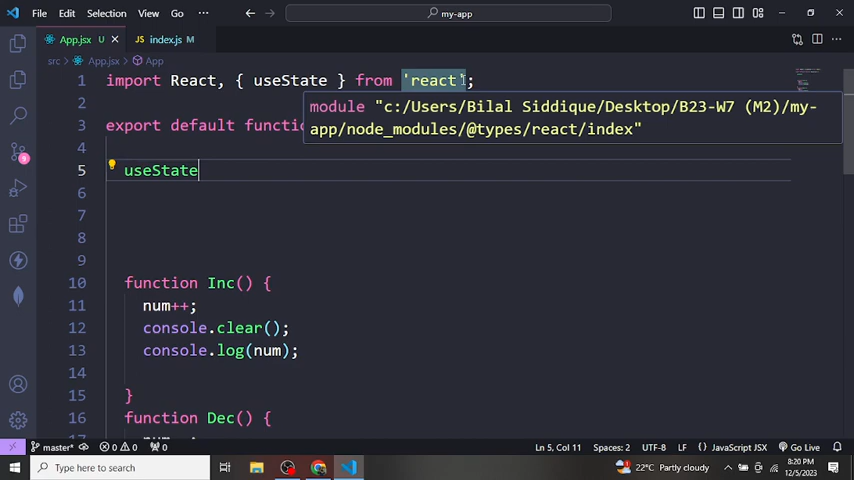 File Edit Selection View Go ··· my-app
App.jsx U × index.js M
src > App.jsx > App
1 import React, { useState } from 'react';
2
3 export default functio
module "c:/Users/Bilal Siddique/Desktop/B23-W7 (M2)/my-
app/node_modules/@types/react/index"
4
5 useState
6
7
8
9
10 function Inc() {
11 num++;
12 console.clear();
13 console.log(num);
14
15 }
16 function Dec() {
17
master* 0 0 0 Ln 5, Col 11 Spaces: 2 UTF-8 LF {} JavaScript JSX Go Live
Type here to search 22°C Partly cloudy 8:20 PM
12/5/2023